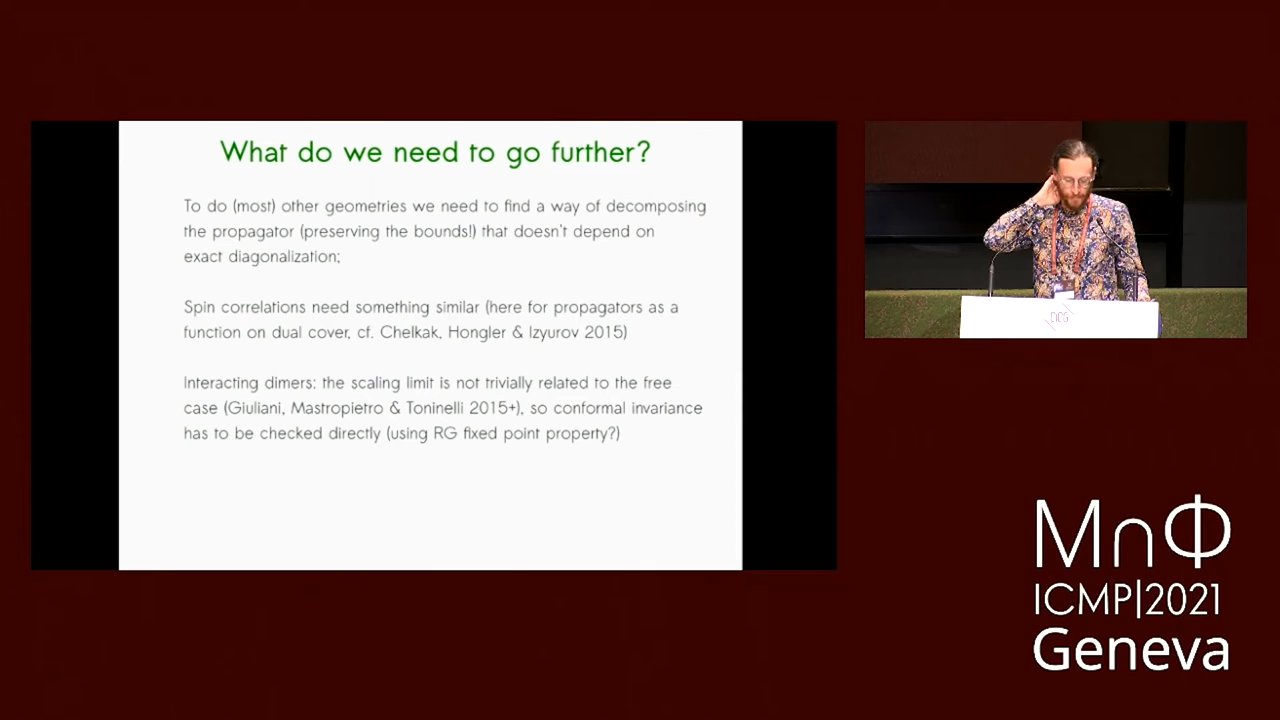 What do we need to go further?
To do (most) other geometries we need to find a way of decomposing
the propagator (preserving the bounds!) that doesn't depend on
exact diagonalization;
Spin correlations need something similar (here for propagators as a
function on dual cover, cf. Chelkak, Hongler & Izyurov 2015)
Interacting dimers: the scaling limit is not trivially related to the free
case (Giuliani, Mastropietro & Toninelli 2015+), so conformal invariance
has to be checked directly (using RG fixed point property?)
M∩Φ
ICMP|2021
Geneva